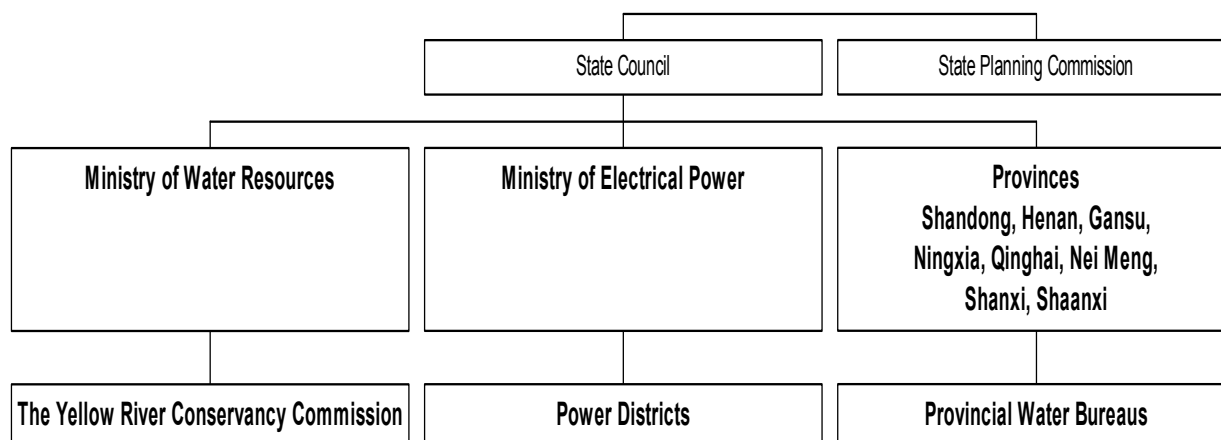 State Council
State Planning Commission
Ministry of Water Resources
Ministry of Electrical Power
Provinces
Shandong, Henan, Gansu,
Ningxia, Qinghai, Nei Meng,
Shanxi, Shaanxi
The Yellow River Conservancy Commission
Power Districts
Provincial Water Bureaus